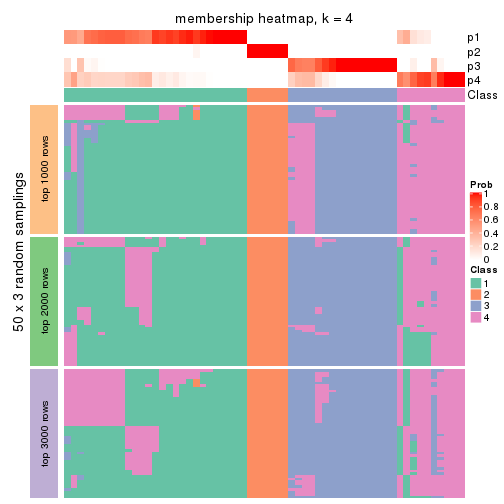 membership heatmap, k = 4
p1
p2
p3
p4
Class
50 x 3 random samplings
top 1000 rows
top 2000 rows
top 3000 rows
Prob
1
0.8
0.6
0.4
0.2
0
Class
1
2
3
4